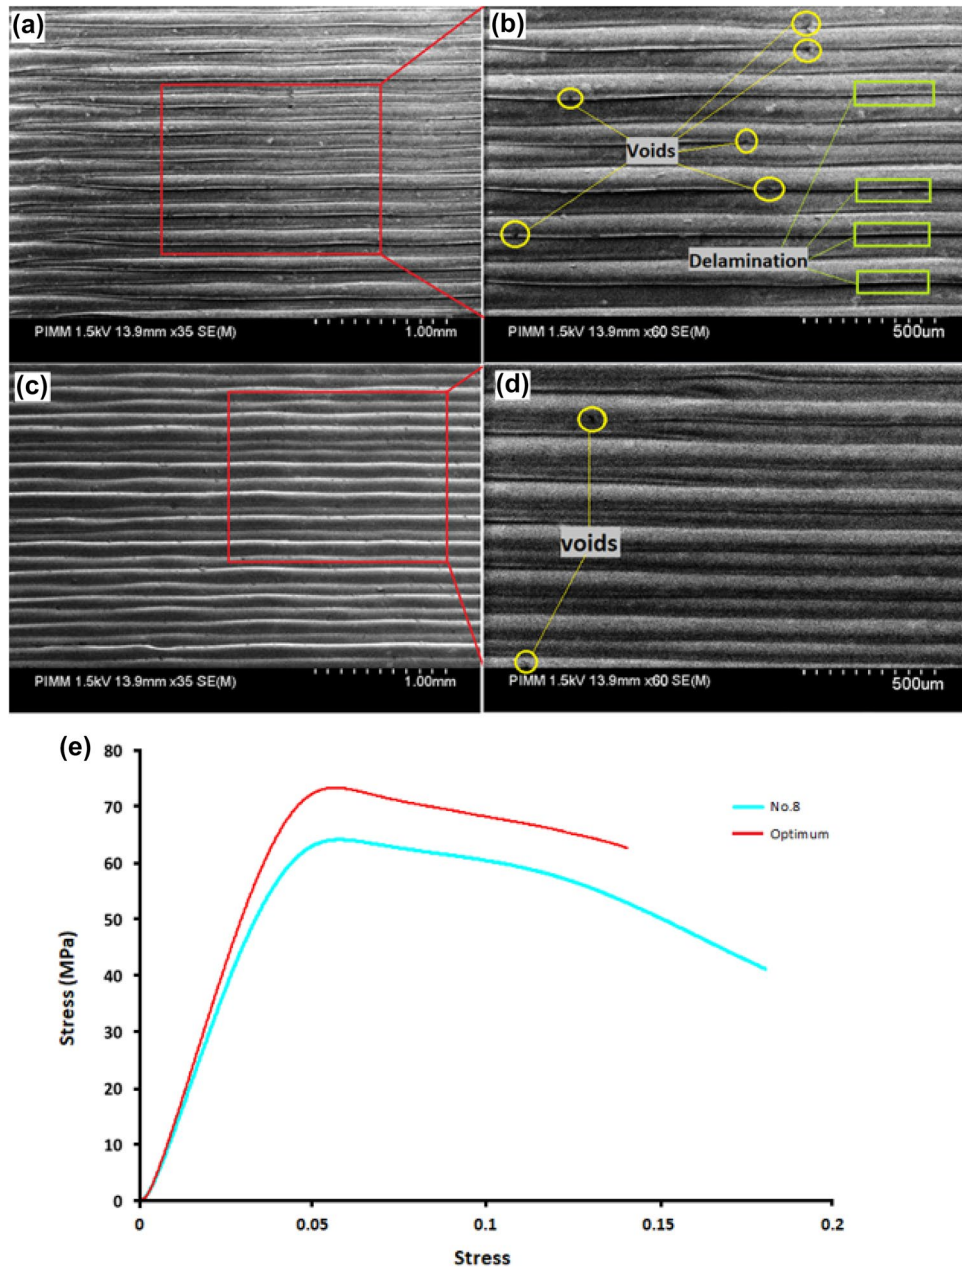 (a)
(b)
Voids
Delamination
PIMM 1.5kV 13.9mm x35 SE(M) 1.00mm
PIMM 1.5kV 13.9mm x60 SE(M) 500um
(c)
(d)
voids
PIMM 1.5kV 13.9mm x35 SE(M) 1.00mm
PIMM 1.5kV 13.9mm x60 SE(M) 500um
(e)
80
70
60
50
40
30
20
10
0
Stress (MPa)
No.8
Optimum
0 0.05 0.1 0.15 0.2
Stress